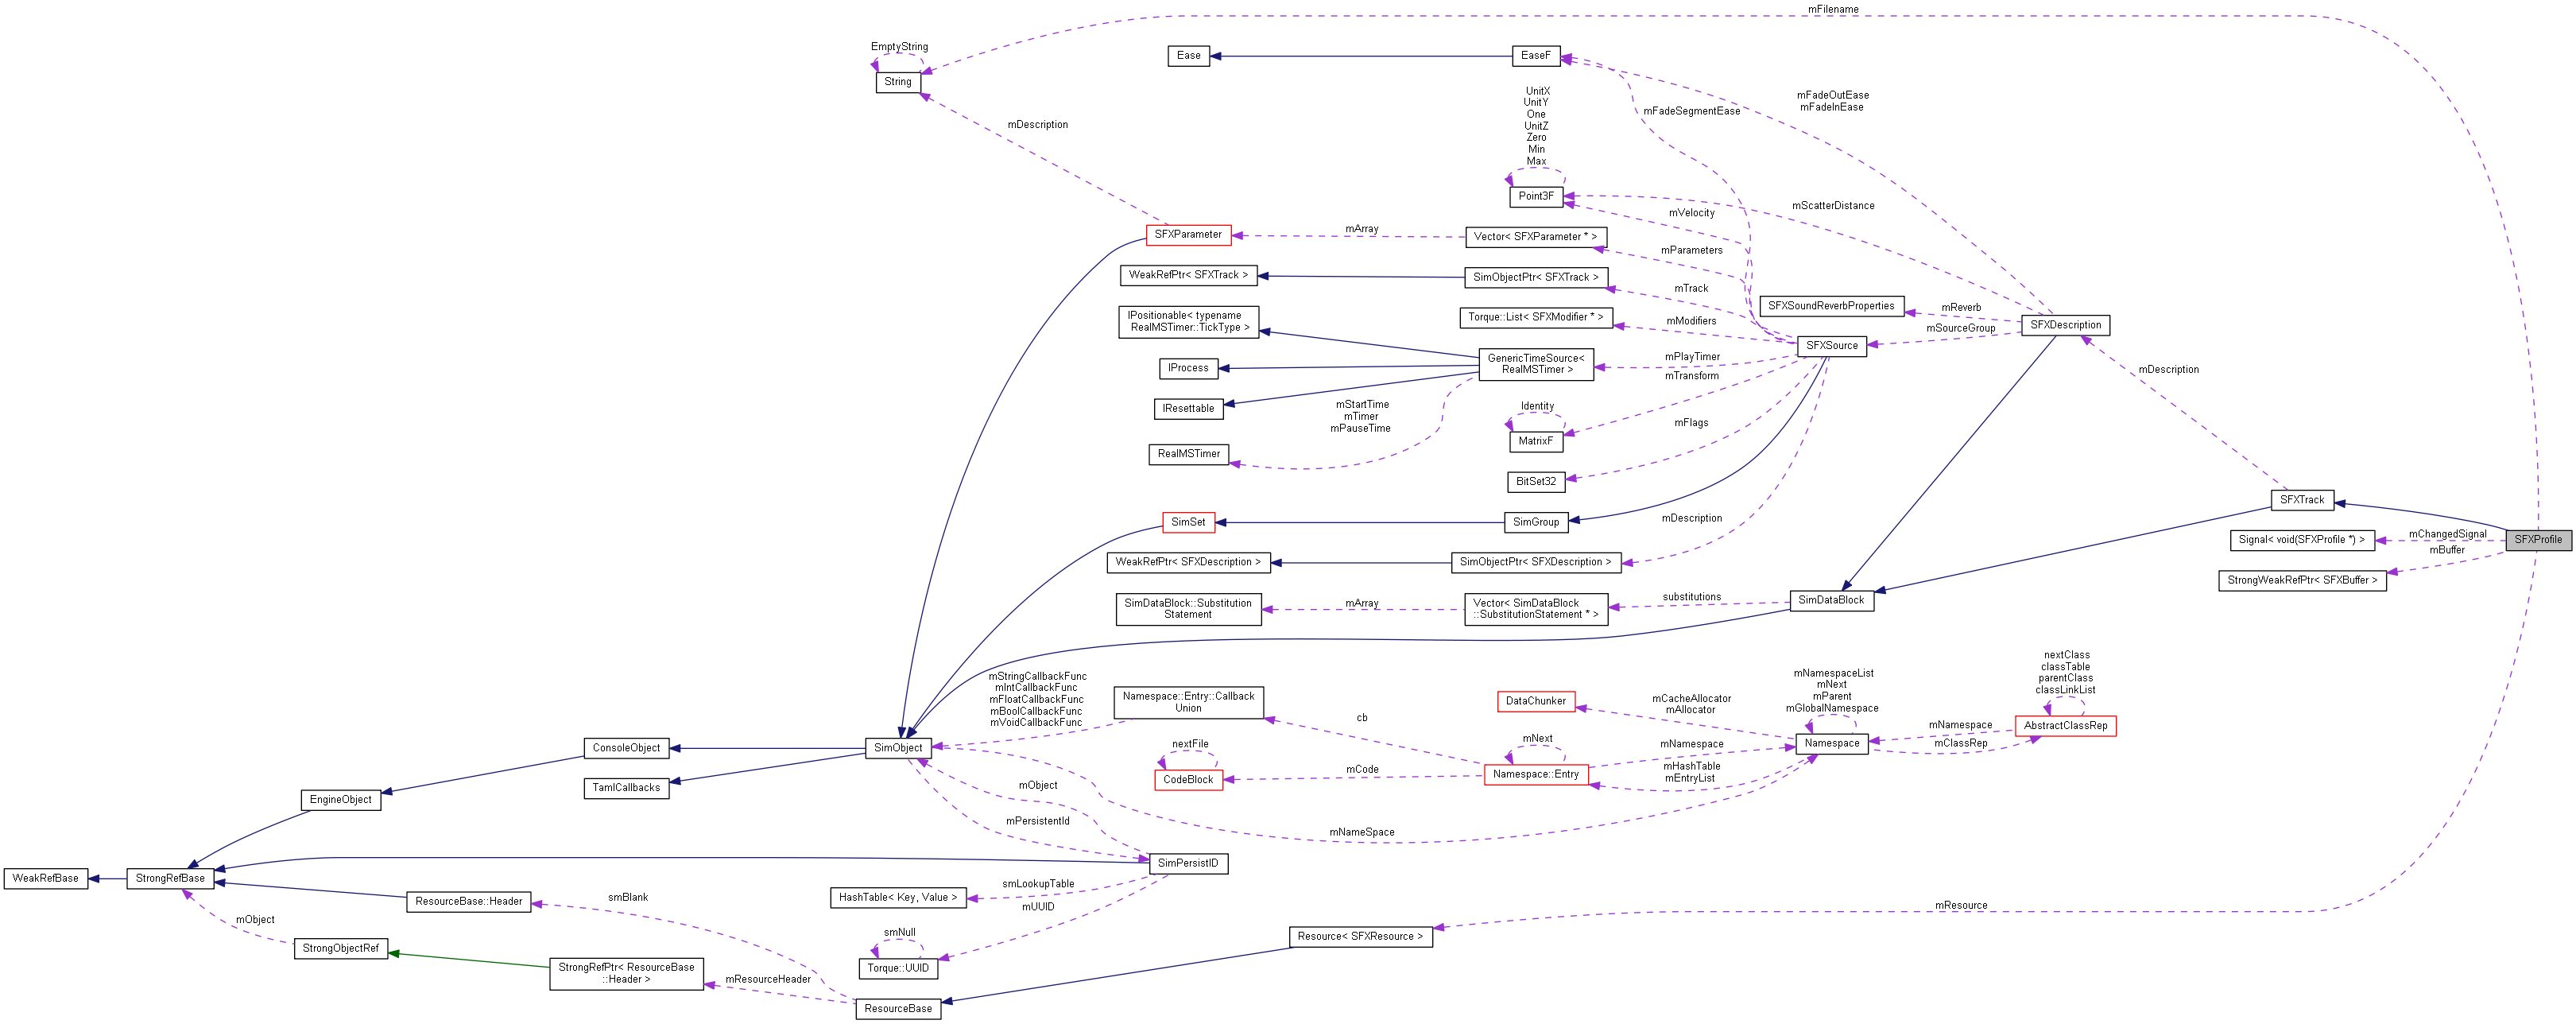 mFilename
EmptyString
String
Ease
EaseF
mFadeOutEase
mFadeInEase
mFadeSegmentEase
UnitX
UnitY
One
UnitZ
Zero
Min
Max
Point3F
mDescription
mScatterDistance
mVelocity
SFXParameter
mArray
Vector< SFXParameter * >
mParameters
WeakRefPtr< SFXTrack >
SimObjectPtr< SFXTrack >
mTrack
SFXSoundReverbProperties
mReverb
IPositionable< typename
RealMSTimer::TickType >
Torque::List< SFXModifier * >
mModifiers
mSourceGroup
SFXDescription
SFXSource
IProcess
GenericTimeSource<
RealMSTimer >
mPlayTimer
mTransform
mDescription
IResettable
mStartTime
mTimer
mPauseTime
Identity
MatrixF
mFlags
RealMSTimer
BitSet32
SFXTrack
SimSet
SimGroup
mDescription
Signal< void(SFXProfile *) >
mChangedSignal
SFXProfile
mBuffer
WeakRefPtr< SFXDescription >
SimObjectPtr< SFXDescription >
StrongWeakRefPtr< SFXBuffer >
SimDataBlock::Substitution
Statement
mArray
Vector< SimDataBlock
::SubstitutionStatement * >
substitutions
SimDataBlock
mStringCallbackFunc
mIntCallbackFunc
mFloatCallbackFunc
mBoolCallbackFunc
mVoidCallbackFunc
Namespace::Entry::Callback
Union
cb
DataChunker
mCacheAllocator
mAllocator
mNamespaceList
mNext
mParent
mGlobalNamespace
nextClass
classTable
parentClass
classLinkList
AbstractClassRep
mNamespace
mClassRep
Namespace
mNamespace
mHashTable
mEntryList
mNext
Namespace::Entry
mCode
nextFile
CodeBlock
ConsoleObject
SimObject
TamlCallbacks
EngineObject
mObject
mPersistentId
mNameSpace
SimPersistID
WeakRefBase
StrongRefBase
ResourceBase::Header
smBlank
HashTable< Key, Value >
smLookupTable
mUUID
mResource
mObject
StrongObjectRef
smNull
Torque::UUID
Resource< SFXResource >
StrongRefPtr< ResourceBase
::Header >
mResourceHeader
ResourceBase